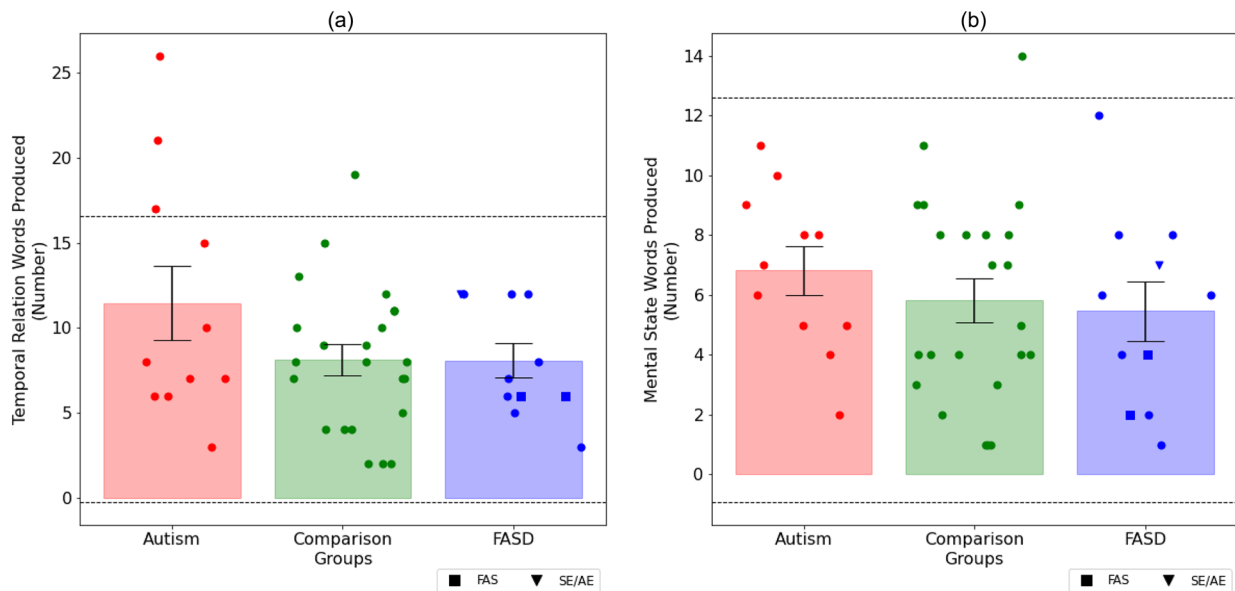 (a)
Temporal Relation Words Produced
(Number)
25
20
15
10
5
0
Autism
Comparison
FASD
Groups
FAS
SE/AE
(b)
Mental State Words Produced
(Number)
14
12
10
8
6
4
2
0
Autism
Comparison
FASD
Groups
FAS
SE/AE